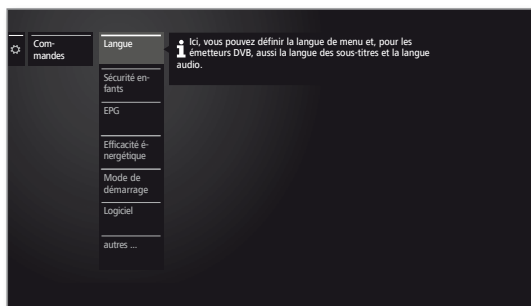 Com-
mandes
Langue
Ici, vous pouvez définir la langue de menu et, pour les
émetteurs DVB, aussi la langue des sous-titres et la langue
audio.
Sécurité en-
fants
EPG
Efficacité é-
nergétique
Mode de
démarrage
Logiciel
autres ...